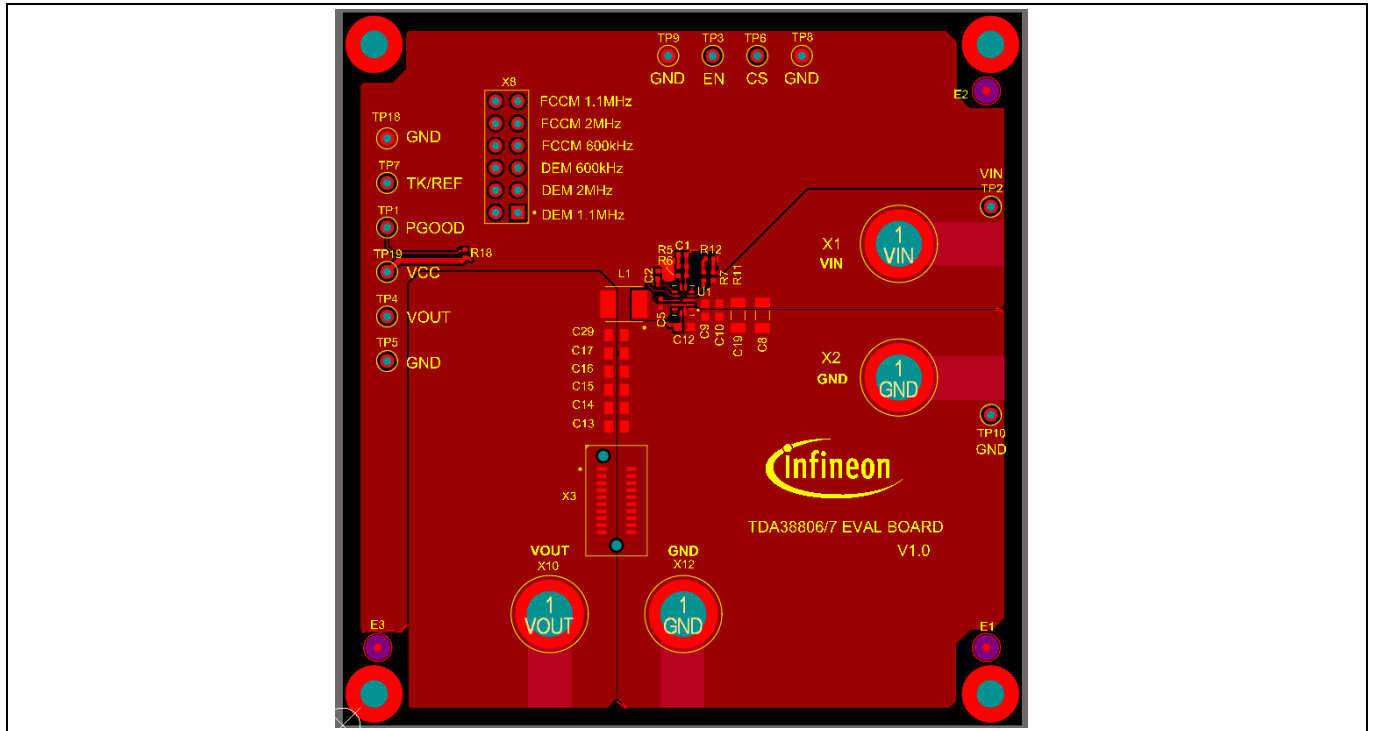 TP9 TP3 TP6 TP8
GND EN CS GND
X8
E2
FCCM 1.1MHz
FCCM 2MHz
FCCM 600kHz
DEM 600kHz
DEM 2MHz
DEM 1.1MHz
TP18
GND
TP7
TK/REF
TP1
PGOOD
R18
TP19
VCC
TP4
VOUT
TP5
GND
VIN
TP2
X1
VIN
1
VIN
R5 C1 R12
R6
C2
R7
R11
L1
U1
C5
C12
C9
C10
C19
C8
C29
C17
C16
C15
C14
C13
X2
GND
1
GND
TP10
GND
infineon
X3
TDA38806/7 EVAL BOARD
V1.0
VOUT
X10
GND
X12
1
VOUT
1
GND
E3
E1